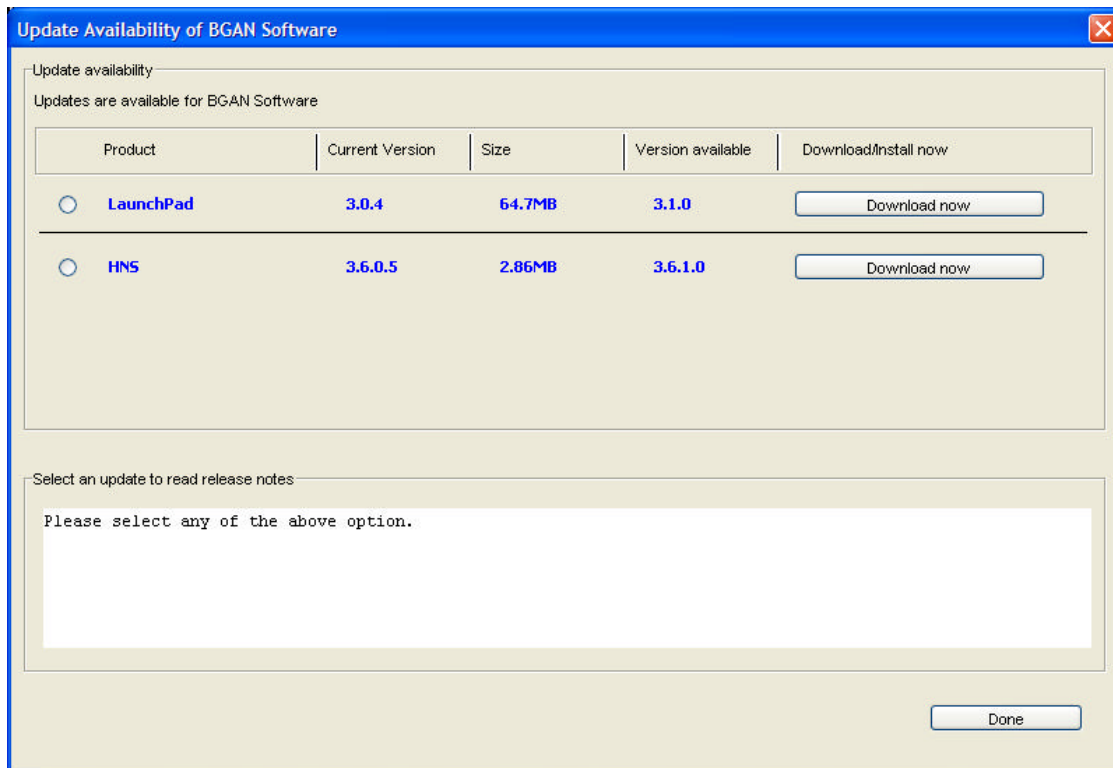 Update Availability of BGAN Software
Update availability
Updates are available for BGAN Software
Product Current Version Size Version available Download/Install now
LaunchPad 3.0.4 64.7MB 3.1.0 Download now
HNS 3.6.0.5 2.86MB 3.6.1.0 Download now
Select an update to read release notes
Please select any of the above option.
Done